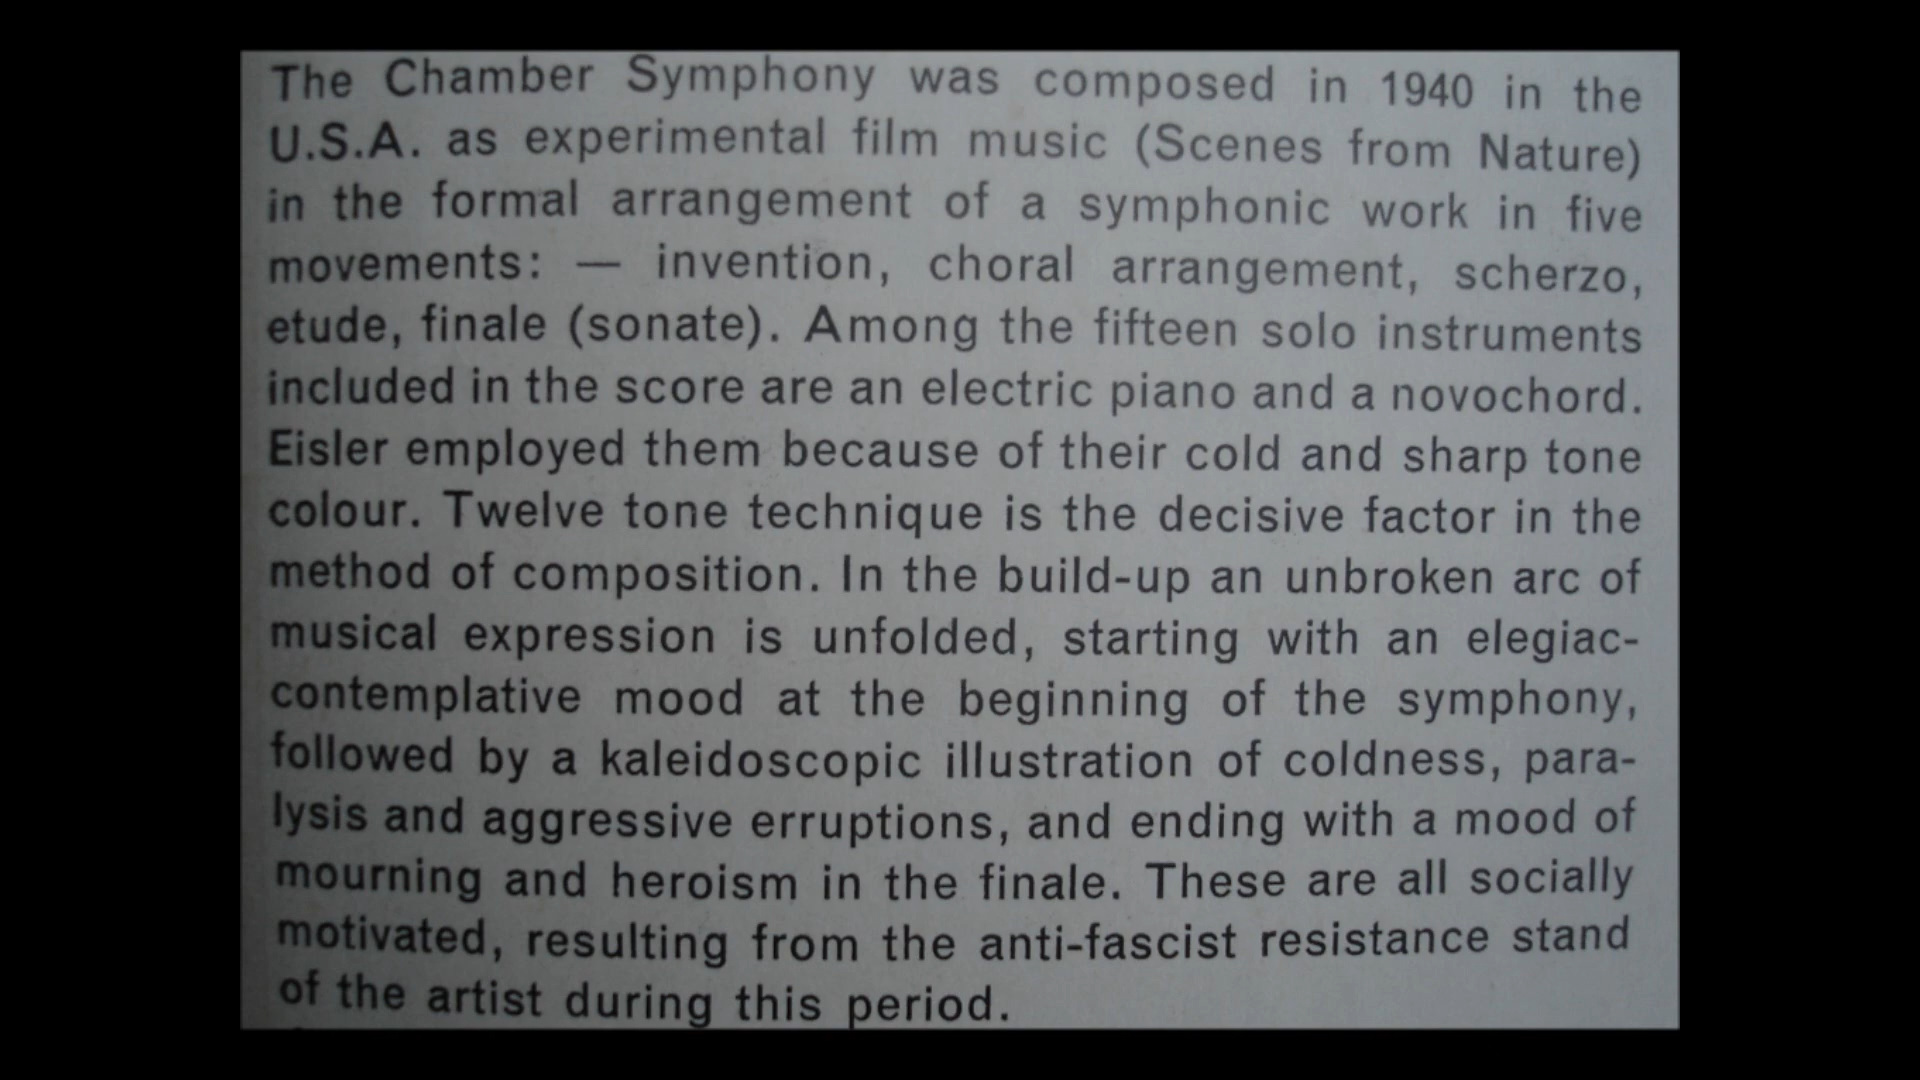 The Chamber Symphony was composed in 1940 in the
U.S.A. as experimental film music (Scenes from Nature)
in the formal arrangement of a symphonic work in five
movements: — invention, choral arrangement, scherzo,
etude, finale (sonate). Among the fifteen solo instruments
included in the score are an electric piano and a novochord.
Eisler employed them because of their cold and sharp tone
colour. Twelve tone technique is the decisive factor in the
method of composition. In the build-up an unbroken arc of
musical expression is unfolded, starting with an elegiac-
contemplative mood at the beginning of the symphony,
followed by a kaleidoscopic illustration of coldness, para-
lysis and aggressive erruptions, and ending with a mood of
mourning and heroism in the finale. These are all socially
motivated, resulting from the anti-fascist resistance stand
of the artist during this period.